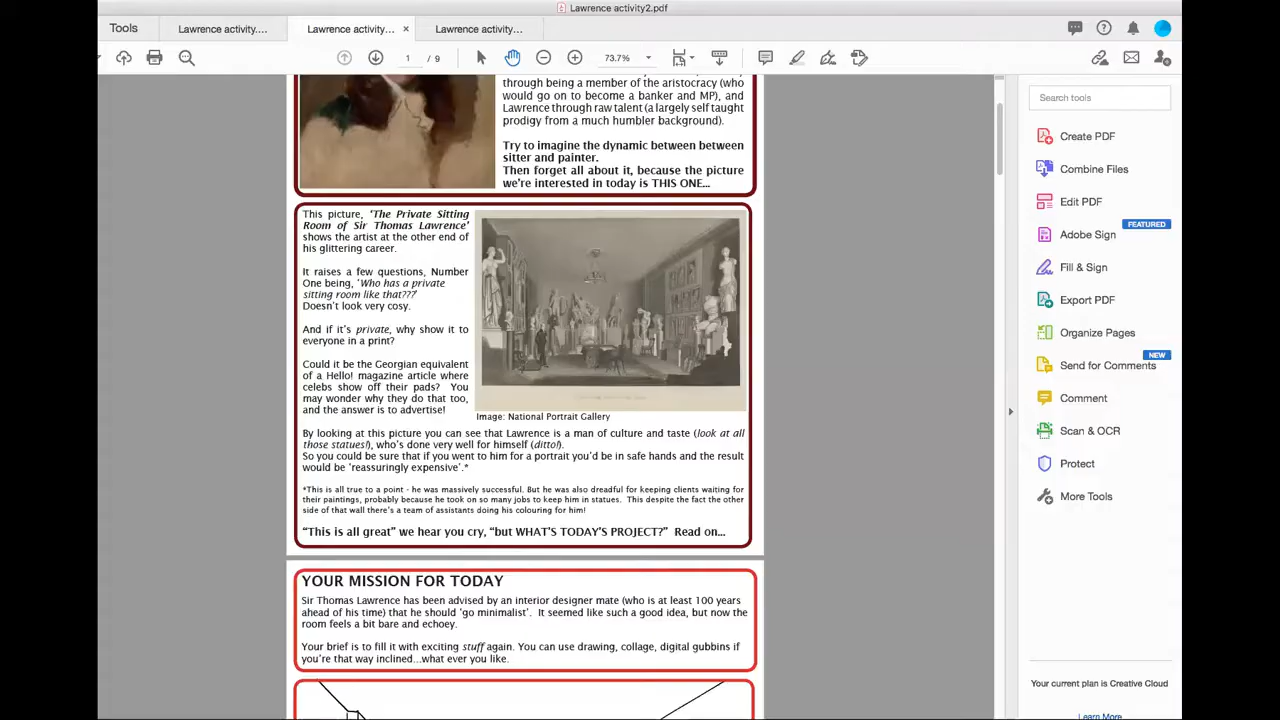 Lawrence activity2.pdf
Tools
Lawrence activity....
Lawrence activity... ×
Lawrence activity...
1 / 9
73.7%
through being a member of the aristocracy (who
would go on to become a banker and MP), and
Lawrence through raw talent (a largely self taught
prodigy from a much humbler background).
Try to imagine the dynamic between between
sitter and painter.
Then forget all about it, because the picture
we're interested in today is THIS ONE...
This picture, 'The Private Sitting
Room of Sir Thomas Lawrence'
shows the artist at the other end of
his glittering career.
It raises a few questions, Number
One being, 'Who has a private
sitting room like that???'
Doesn't look very cosy.
And if it's private, why show it to
everyone in a print?
Could it be the Georgian equivalent
of a Hello! magazine article where
celebs show off their pads? You
may wonder why they do that too,
and the answer is to advertise!
Image: National Portrait Gallery
By looking at this picture you can see that Lawrence is a man of culture and taste (look at all
those statues!), who's done very well for himself (ditto!).
So you could be sure that if you went to him for a portrait you'd be in safe hands and the result
would be 'reassuringly expensive'.*
*This is all true to a point - he was massively successful. But he was also dreadful for keeping clients waiting for
their paintings, probably because he took on so many jobs to keep him in statues. This despite the fact the other
side of that wall there's a team of assistants doing his colouring for him!
"This is all great" we hear you cry, "but WHAT'S TODAY'S PROJECT?" Read on...
YOUR MISSION FOR TODAY
Sir Thomas Lawrence has been advised by an interior designer mate (who is at least 100 years
ahead of his time) that he should 'go minimalist'. It seemed like such a good idea, but now the
room feels a bit bare and echoey.
Your brief is to fill it with exciting stuff again. You can use drawing, collage, digital gubbins if
you're that way inclined...what ever you like.
Search tools
Create PDF
Combine Files
Edit PDF
FEATURED
Adobe Sign
Fill & Sign
Export PDF
Organize Pages
NEW
Send for Comments
Comment
Scan & OCR
Protect
More Tools
Your current plan is Creative Cloud
Learn More